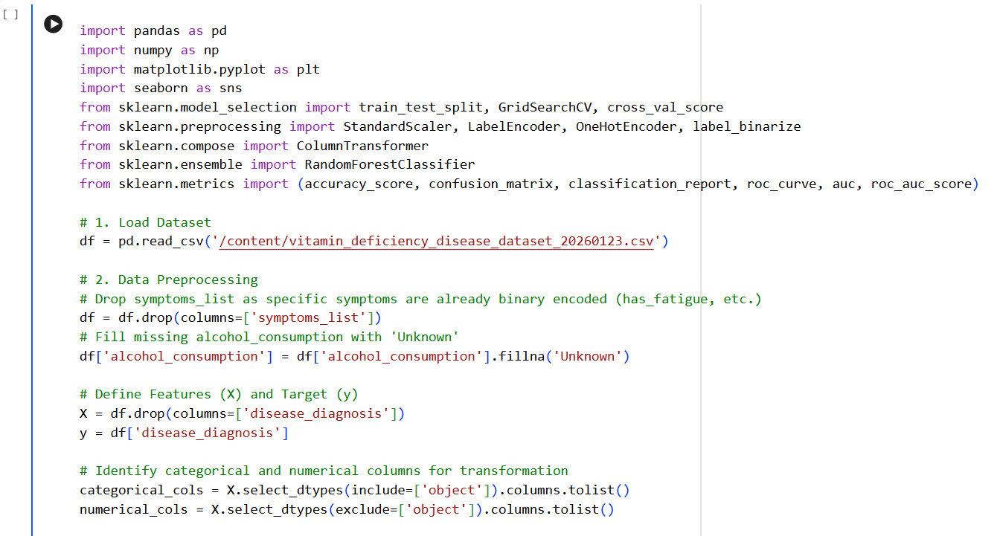 [ ]
import pandas as pd
import numpy as np
import matplotlib.pyplot as plt
import seaborn as sns
from sklearn.model_selection import train_test_split, GridSearchCV, cross_val_score
from sklearn.preprocessing import StandardScaler, LabelEncoder, OneHotEncoder, label_binarize
from sklearn.compose import ColumnTransformer
from sklearn.ensemble import RandomForestClassifier
from sklearn.metrics import (accuracy_score, confusion_matrix, classification_report, roc_curve, auc, roc_auc_score)
# 1. Load Dataset
df = pd.read_csv('/content/vitamin_deficiency_disease_dataset_20260123.csv')
# 2. Data Preprocessing
# Drop symptoms_list as specific symptoms are already binary encoded (has_fatigue, etc.)
df = df.drop(columns=['symptoms_list'])
# Fill missing alcohol_consumption with 'Unknown'
df['alcohol_consumption'] = df['alcohol_consumption'].fillna('Unknown')
# Define Features (X) and Target (y)
X = df.drop(columns=['disease_diagnosis'])
y = df['disease_diagnosis']
# Identify categorical and numerical columns for transformation
categorical_cols = X.select_dtypes(include=['object']).columns.tolist()
numerical_cols = X.select_dtypes(exclude=['object']).columns.tolist()